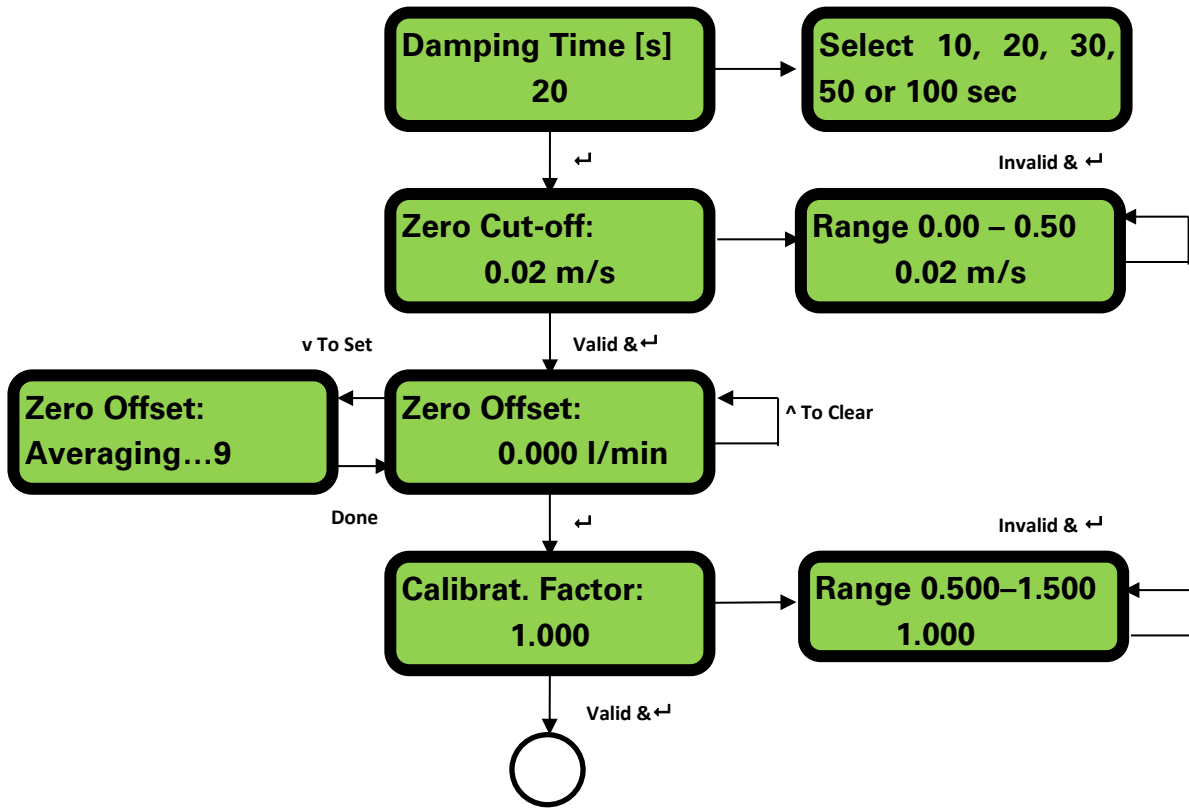 Damping Time [s]
20
Select 10, 20, 30,
50 or 100 sec
↵
Invalid & ↵
Zero Cut-off:
0.02 m/s
Range 0.00 – 0.50
0.02 m/s
v To Set
Valid & ↵
Zero Offset:
Averaging...9
Zero Offset:
0.000 l/min
^ To Clear
Done
↵
Invalid & ↵
Calibrat. Factor:
1.000
Range 0.500–1.500
1.000
Valid & ↵